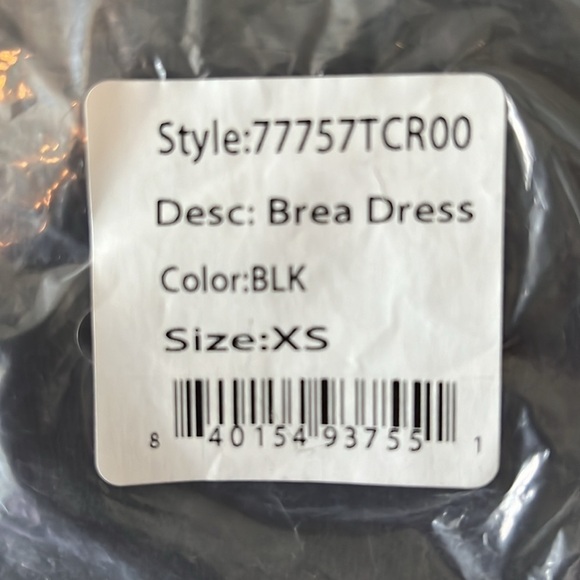 Style:77757TCR00
Desc: Brea Dress
Color:BLK
Size:XS
8 40154 93755 1